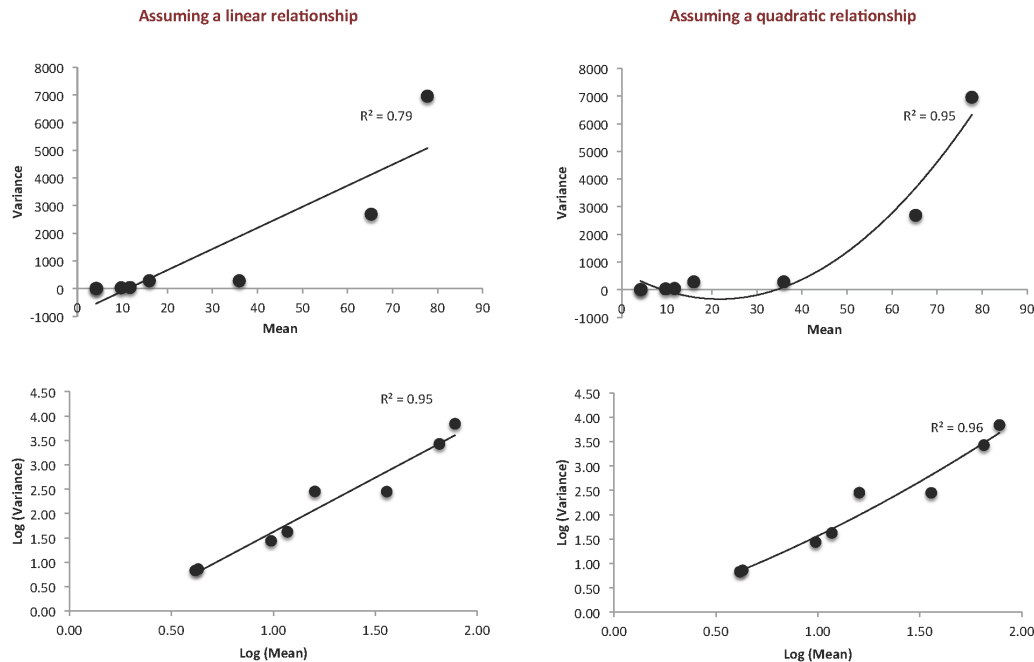 Assuming a linear relationship
Assuming a quadratic relationship
8000
7000
6000
5000
4000
3000
2000
1000
0
-1000
Variance
R² = 0.79
0 10 20 30 40 50 60 70 80 90
Mean
8000
7000
6000
5000
4000
3000
2000
1000
0
-1000
Variance
R² = 0.95
0 10 20 30 40 50 60 70 80 90
Mean
4.50
4.00
3.50
3.00
2.50
2.00
1.50
1.00
0.50
0.00
Log (Variance)
R² = 0.95
0.00 0.50 1.00 1.50 2.00
Log (Mean)
4.50
4.00
3.50
3.00
2.50
2.00
1.50
1.00
0.50
0.00
Log (Variance)
R² = 0.96
0.00 0.50 1.00 1.50 2.00
Log (Mean)